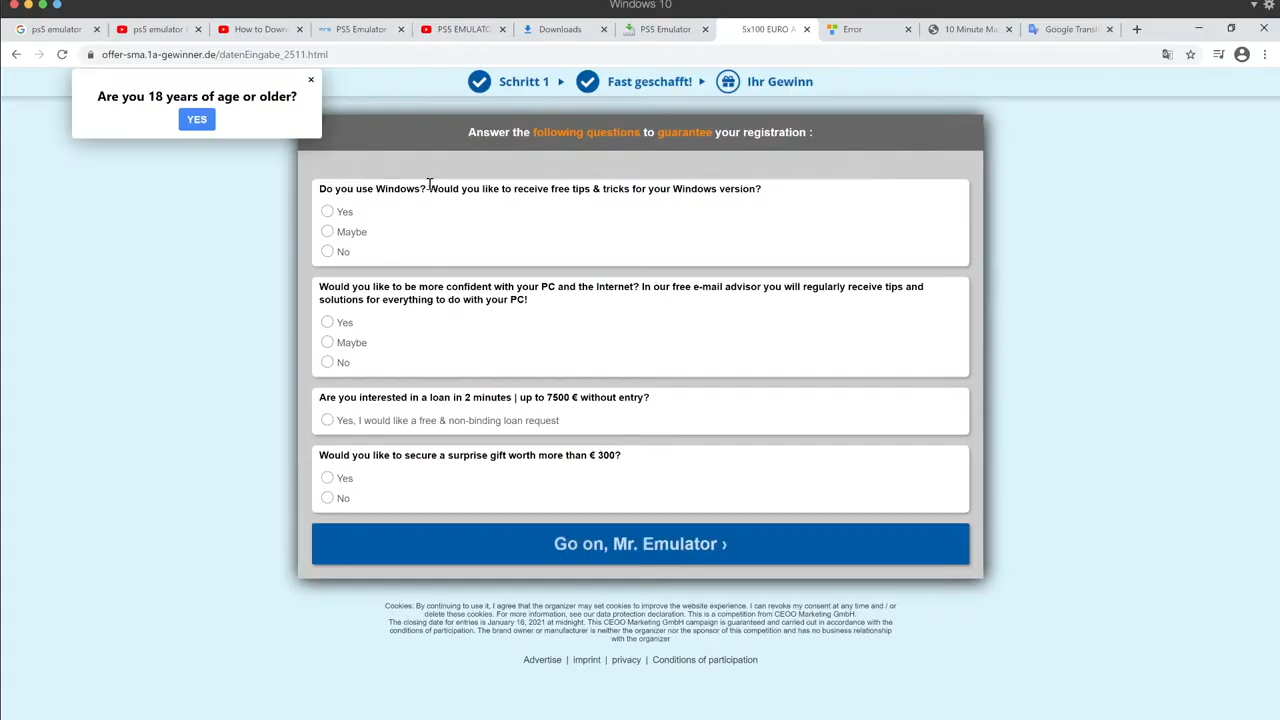 Windows 10
ps5 emulator
ps5 emulator
How to Down
PS5 Emulator
PS5 EMULATO
Downloads
PS5 Emulator
5x100 EURO A
Error
10 Minute Ma
Google Transl
offer-sma.1a-gewinner.de/datenEingabe_2511.html
Schritt 1
Fast geschafft!
Ihr Gewinn
Are you 18 years of age or older?
YES
Answer the following questions to guarantee your registration :
Do you use Windows? Would you like to receive free tips & tricks for your Windows version?
Yes
Maybe
No
Would you like to be more confident with your PC and the Internet? In our free e-mail advisor you will regularly receive tips and
solutions for everything to do with your PC!
Yes
Maybe
No
Are you interested in a loan in 2 minutes | up to 7500 € without entry?
Yes, I would like a free & non-binding loan request
Would you like to secure a surprise gift worth more than € 300?
Yes
No
Go on, Mr. Emulator ›
Cookies: By continuing to use it, I agree that the organizer may set cookies to improve the website experience. I can revoke my consent at any time and / or
delete these cookies. For more information, see our data protection declaration. This is a competition from CEOO Marketing GmbH.
The closing date for entries is January 16, 2021 at midnight. This CEOO Marketing GmbH campaign is guaranteed and carried out in accordance with the
conditions of participation. The brand owner or manufacturer is neither the organizer nor the sponsor of this competition and has no business relationship
with the organizer
Advertise | imprint | privacy | Conditions of participation